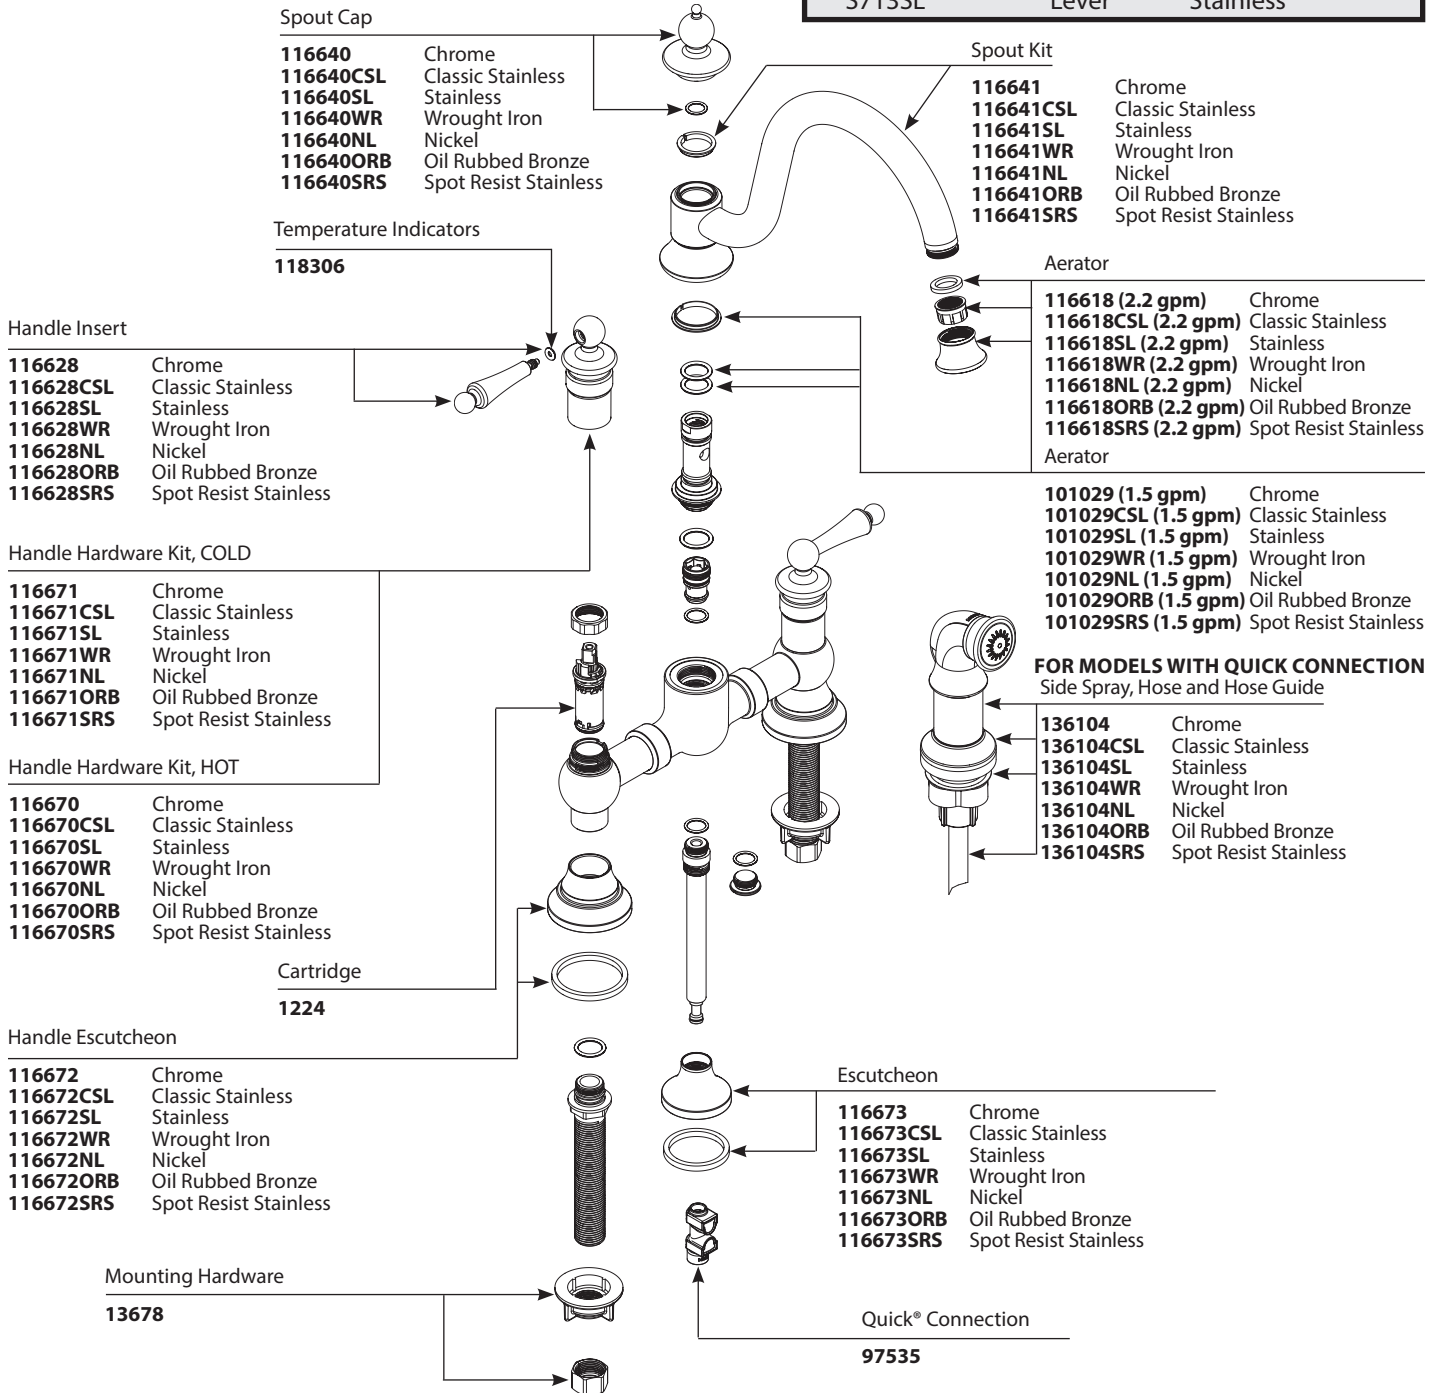 S713SL Lever Stainless
Spout Cap
116640 Chrome
116640CSL Classic Stainless
116640SL Stainless
116640WR Wrought Iron
116640NL Nickel
116640ORB Oil Rubbed Bronze
116640SRS Spot Resist Stainless
Spout Kit
116641 Chrome
116641CSL Classic Stainless
116641SL Stainless
116641WR Wrought Iron
116641NL Nickel
116641ORB Oil Rubbed Bronze
116641SRS Spot Resist Stainless
Temperature Indicators
118306
Aerator
116618 (2.2 gpm) Chrome
116618CSL (2.2 gpm) Classic Stainless
116618SL (2.2 gpm) Stainless
116618WR (2.2 gpm) Wrought Iron
116618NL (2.2 gpm) Nickel
116618ORB (2.2 gpm) Oil Rubbed Bronze
116618SRS (2.2 gpm) Spot Resist Stainless
Aerator
101029 (1.5 gpm) Chrome
101029CSL (1.5 gpm) Classic Stainless
101029SL (1.5 gpm) Stainless
101029WR (1.5 gpm) Wrought Iron
101029NL (1.5 gpm) Nickel
101029ORB (1.5 gpm) Oil Rubbed Bronze
101029SRS (1.5 gpm) Spot Resist Stainless
Handle Insert
116628 Chrome
116628CSL Classic Stainless
116628SL Stainless
116628WR Wrought Iron
116628NL Nickel
116628ORB Oil Rubbed Bronze
116628SRS Spot Resist Stainless
Handle Hardware Kit, COLD
116671 Chrome
116671CSL Classic Stainless
116671SL Stainless
116671WR Wrought Iron
116671NL Nickel
116671ORB Oil Rubbed Bronze
116671SRS Spot Resist Stainless
FOR MODELS WITH QUICK CONNECTION
Side Spray, Hose and Hose Guide
136104 Chrome
136104CSL Classic Stainless
136104SL Stainless
136104WR Wrought Iron
136104NL Nickel
136104ORB Oil Rubbed Bronze
136104SRS Spot Resist Stainless
Handle Hardware Kit, HOT
116670 Chrome
116670CSL Classic Stainless
116670SL Stainless
116670WR Wrought Iron
116670NL Nickel
116670ORB Oil Rubbed Bronze
116670SRS Spot Resist Stainless
Cartridge
1224
Handle Escutcheon
116672 Chrome
116672CSL Classic Stainless
116672SL Stainless
116672WR Wrought Iron
116672NL Nickel
116672ORB Oil Rubbed Bronze
116672SRS Spot Resist Stainless
Escutcheon
116673 Chrome
116673CSL Classic Stainless
116673SL Stainless
116673WR Wrought Iron
116673NL Nickel
116673ORB Oil Rubbed Bronze
116673SRS Spot Resist Stainless
Mounting Hardware
13678
Quick® Connection
97535